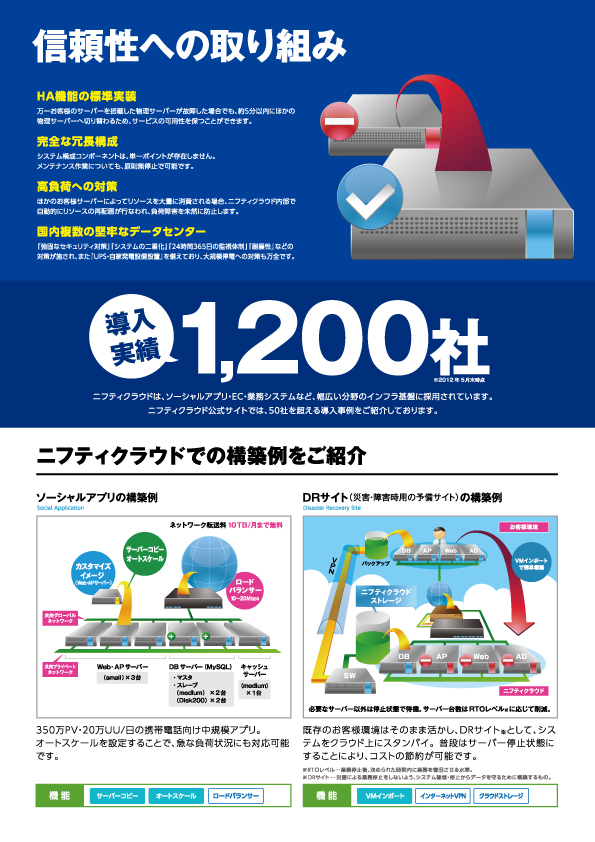 信頼性への取り組み
HA機能の標準実装
万一お客様のサーバーを搭載した物理サーバーが故障した場合でも、約5分以内にほかの
物理サーバーへ切り替わるため、サービスの可用性を保つことができます。
完全な冗長構成
システム構成コンポーネントは、単一ポイントが存在しません。
メンテナンス作業についても、原則無停止で可能です。
高負荷への対策
ほかのお客様サーバーによってリソースを大量に消費される場合、ニフティクラウド内部で
自動的にリソースの再配置が行なわれ、負荷障害を未然に防止します。
国内複数の堅牢なデータセンター
「強固なセキュリティ対策」「システムの二重化」「24時間365日の監視体制」「耐震性」などの
対策が施され、また「UPS・自家発電設備設置」を備えており、大規模停電への対策も万全です。
導入
実績
1,200社
※2012年5月末時点
ニフティクラウドは、ソーシャルアプリ・EC・業務システムなど、幅広い分野のインフラ基盤に採用されています。
ニフティクラウド公式サイトでは、50社を超える導入事例をご紹介しております。
ニフティクラウドでの構築例をご紹介
ソーシャルアプリの構築例
Social Application
ネットワーク転送料 10TB/月まで無料
サーバーコピー
オートスケール
カスタマイズ
イメージ
(Web・APサーバー)
ロード
バランサー
10~20Mbps
共用グローバル
ネットワーク
共用プライベート
ネットワーク
Web・APサーバー
(small)×3台
DBサーバー(MySQL)
・マスタ
・スレーブ
(medium)×2台
(Disk200)×2台
キャッシュ
サーバー
(medium)
×1台
350万PV・20万UU/日の携帯電話向け中規模アプリ。
オートスケールを設定することで、急な負荷状況にも対応可能
です。
機能
サーバーコピー
オートスケール
ロードバランサー
DRサイト(災害・障害時用の予備サイト)の構築例
Disaster Recovery Site
お客様環境
VPN
バックアップ
DB
AP
Web
AD
VMインポート
で簡単構築
ニフティクラウド
ストレージ
DB
AP
Web
AD
SW
ニフティクラウド
必要なサーバー以外は停止状態で待機。サーバー台数はRTOレベル※に応じて削減。
既存のお客様環境はそのまま活かし、DRサイト※として、シス
テムをクラウド上にスタンバイ。普段はサーバー停止状態に
することにより、コストの節約が可能です。
※RTOレベル…業務停止後、決められた時間内に業務を復旧させる水準。
※DRサイト…災害による業務停止をしないよう、システム破壊・停止からデータを守るために構築するもの。
機能
VMインポート
インターネットVPN
クラウドストレージ